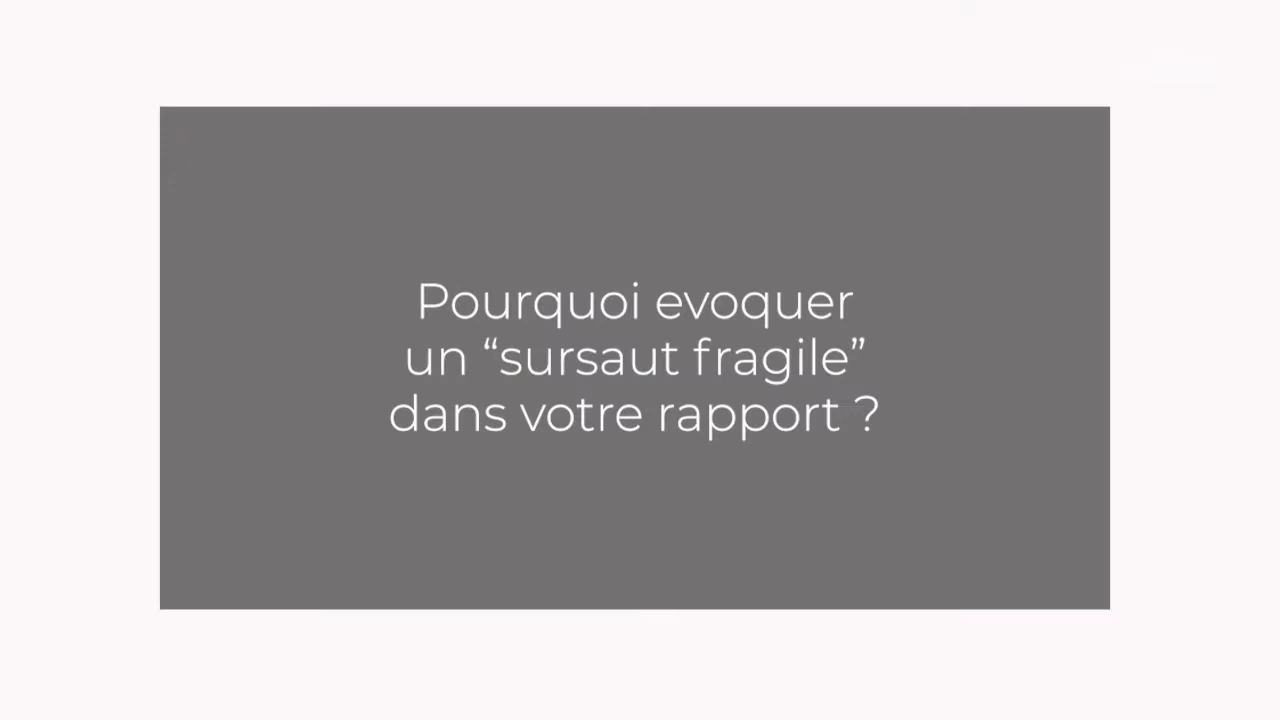 Pourquoi evoquer
un “sursaut fragile”
dans votre rapport ?